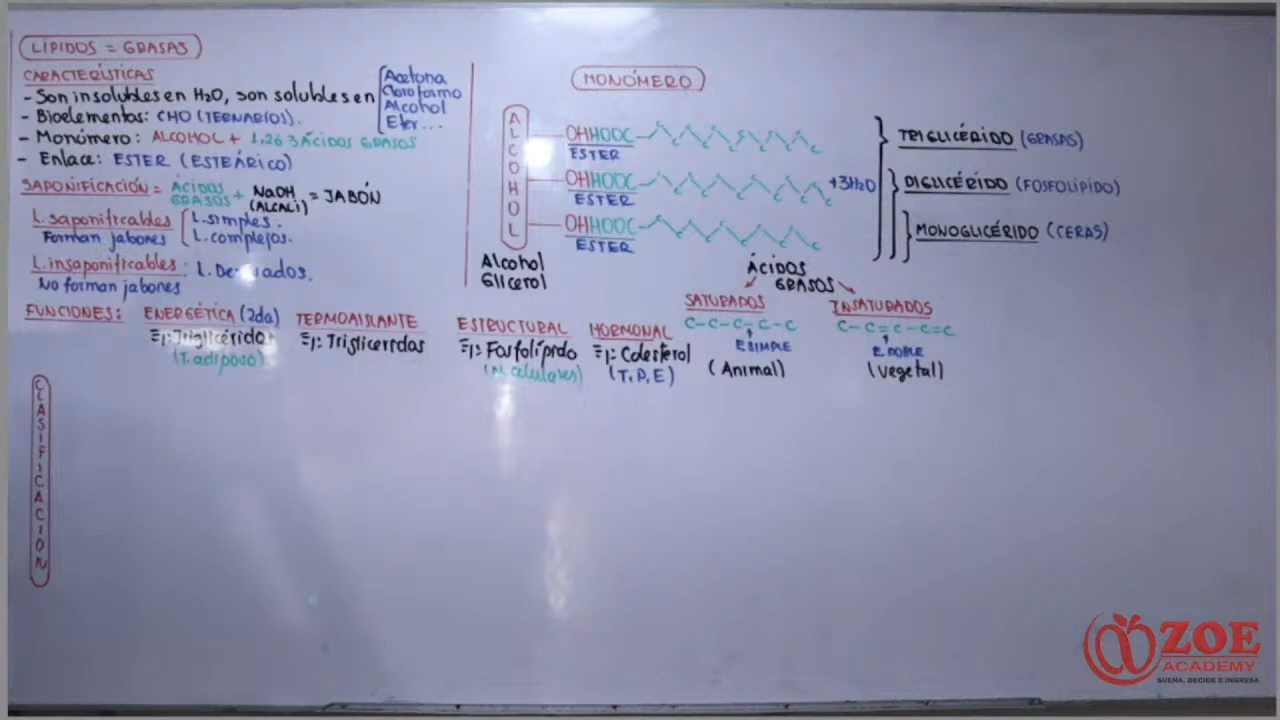 LÍPIDOS = GRASAS
CARACTERÍSTICAS
- Son insolubles en H₂O, son solubles en
Acetona
Cloroformo
Alcohol
Eter...
- Bioelementos: CHO (TERNARIOS).
- Monómero: ALCOHOL + 1,2 ó 3 ÁCIDOS GRASOS
- Enlace: ESTER (ESTEÁRICO)
SAPONIFICACIÓN = ÁCIDOS GRASOS + NaOH (ALCALI) = JABÓN
L. saponificables
Forman jabones
L. simples.
L. complejos.
L. insaponificables: L. De ados.
No forman jabones
MONÓMERO
ALCOHOL
OHHOOC
ESTER
OHHOOC
ESTER
OHHOOC
ESTER
+3H₂O
Alcohol
Glicerol
TRIGLICÉRIDO (GRASAS)
DIGLICÉRIDO (FOSFOLÍPIDO)
MONOGLICÉRIDO (CERAS)
ÁCIDOS
GRASOS
SATURADOS
C-C-C-C-C
E SIMPLE
(Animal)
INSATURADOS
C-C=C-C=C
E DOBLE
(Vegetal)
FUNCIONES:
ENERGÉTICA (2da)
Ej: Triglicérido
(T. adiposo)
TERMOAISLANTE
Ej: Trigliceridos
ESTRUCTURAL
Ej: Fosfolípido
(M. celulares)
HORMONAL
Ej: Colesterol
(T, P, E)
CLASIFICACIÓN
ZOE
ACADEMY
SUEÑA, DECIDE E INGRESA